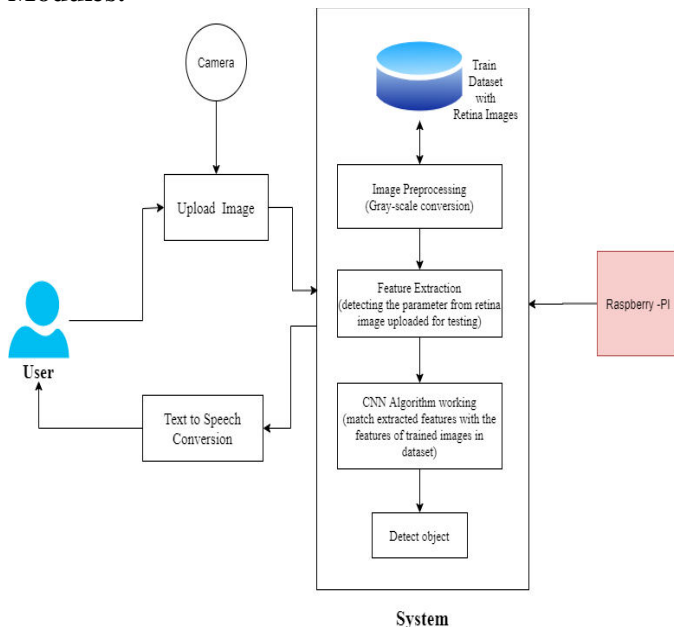 Modules:
Camera
Train
Dataset
with
Retina Images
Image Preprocessing
(Gray-scale conversion)
Upload Image
Feature Extraction
(detecting the parameter from retina
image uploaded for testing)
Raspberry -PI
User
CNN Algorithm working
(match extracted features with the
features of trained images in
dataset)
Text to Speech
Conversion
Detect object
System